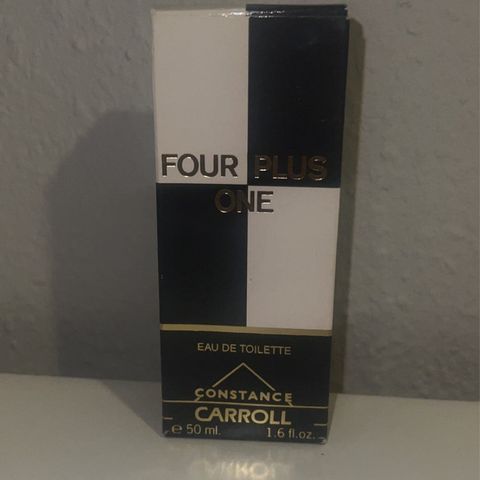 FOUR PLUS
ONE
EAU DE TOILETTE
CONSTANCE
CARROLL
e 50 ml. 1.6 fl.oz.